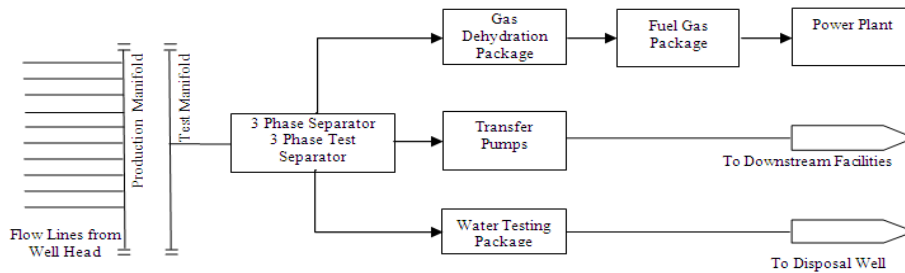 Gas
Dehydration
Package
Fuel Gas
Package
Power Plant
Production Manifold
Test Manifold
3 Phase Separator
3 Phase Test
Separator
Transfer
Pumps
To Downstream Facilities
Flow Lines from
Well Head
Water Testing
Package
To Disposal Well